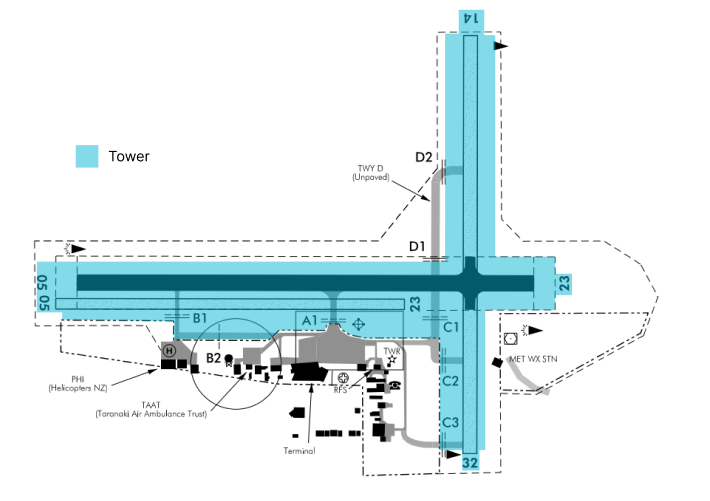 14
D2
TWY D
(Unpaved)
Tower
D1
05
05
23
23
B1
A1
C1
H
B2
TWR
MET WX STN
PHI
(Helicopters NZ)
TAAT
(Taranaki Air Ambulance Trust)
RFS
C2
C3
Terminal
32